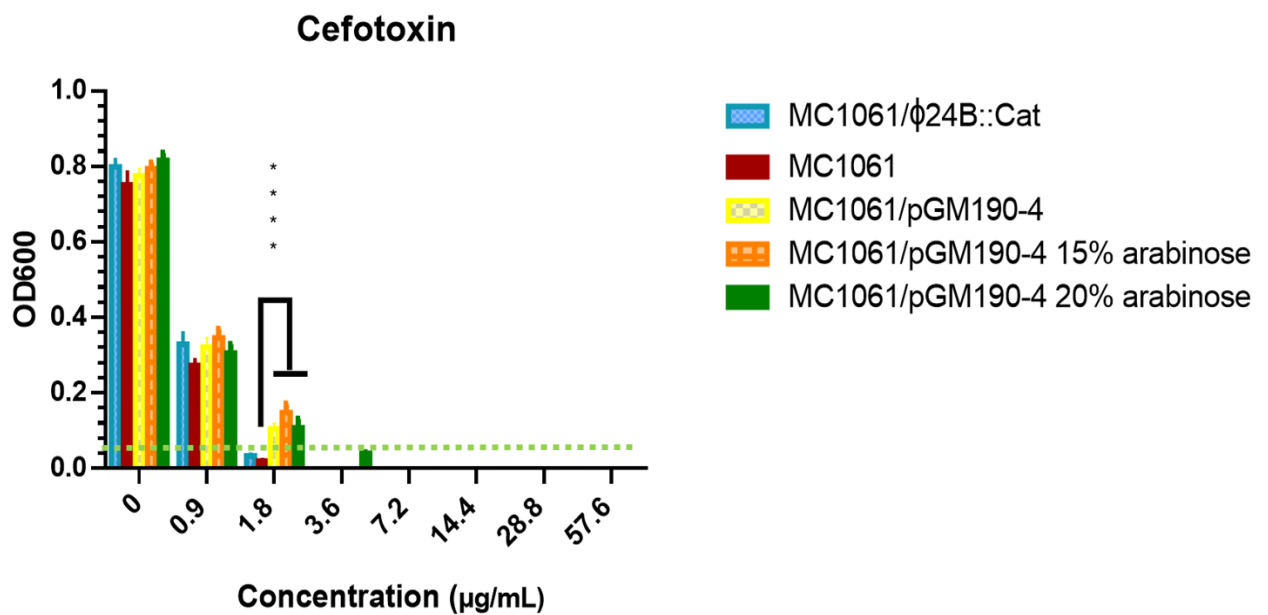 Cefotoxin
1.0
0.8
0.6
0.4
0.2
0.0
OD600
*
*
*
*
0
0.9
1.8
3.6
7.2
14.4
28.8
57.6
Concentration (µg/mL)
MC1061/ϕ24B::Cat
MC1061
MC1061/pGM190-4
MC1061/pGM190-4 15% arabinose
MC1061/pGM190-4 20% arabinose